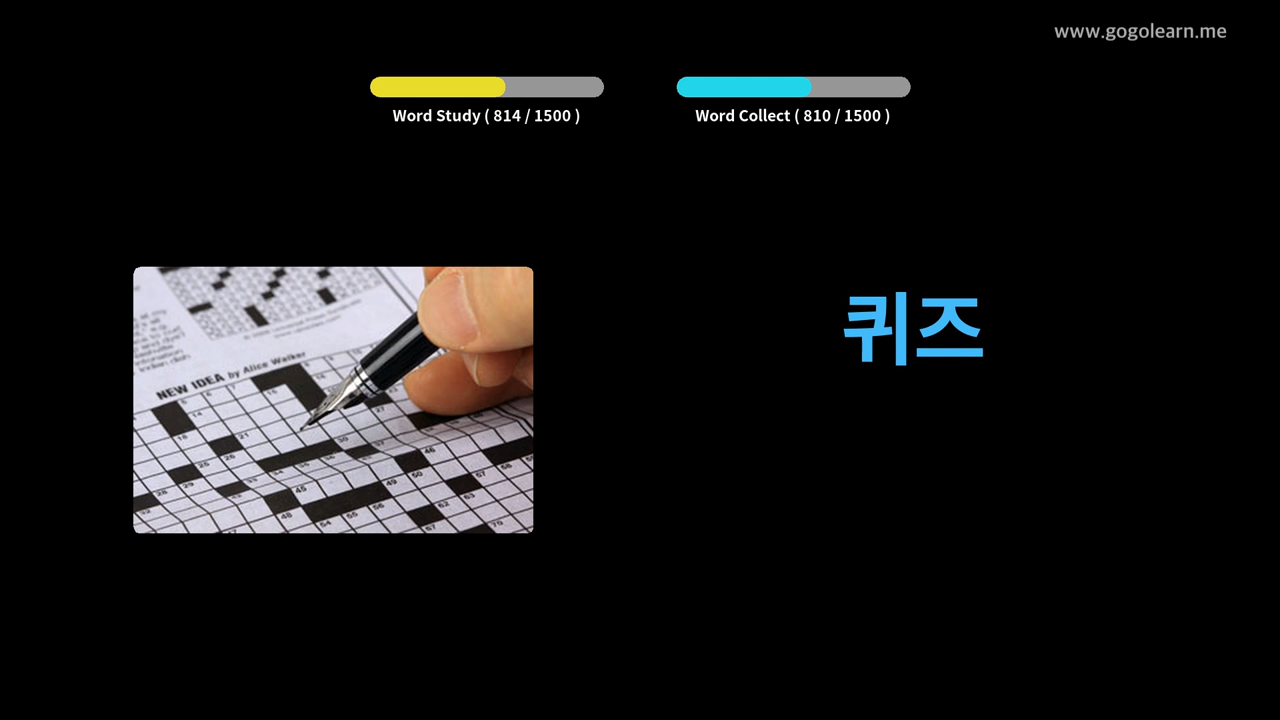 www.gogolearn.me
Word Study ( 814 / 1500 )
Word Collect ( 810 / 1500 )
퀴즈
NEW IDEA by Alice Walker